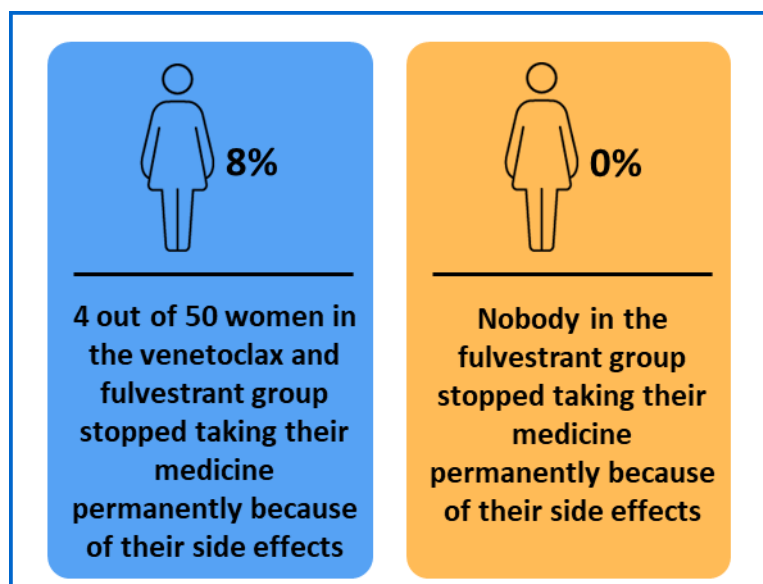 8%
4 out of 50 women in
the venetoclax and
fulvestrant group
stopped taking their
medicine
permanently because
of their side effects
0%
Nobody in the
fulvestrant group
stopped taking their
medicine
permanently because
of their side effects